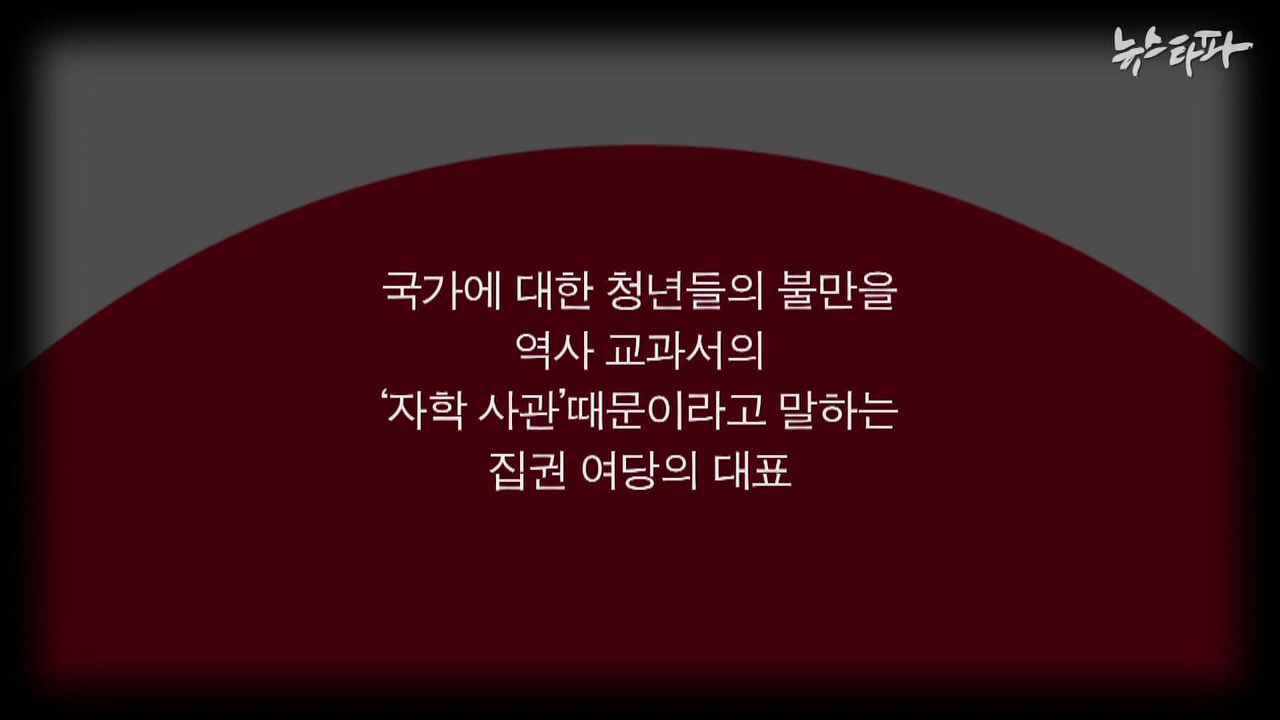 뉴스타파
국가에 대한 청년들의 불만을
역사 교과서의
‘자학 사관’때문이라고 말하는
집권 여당의 대표